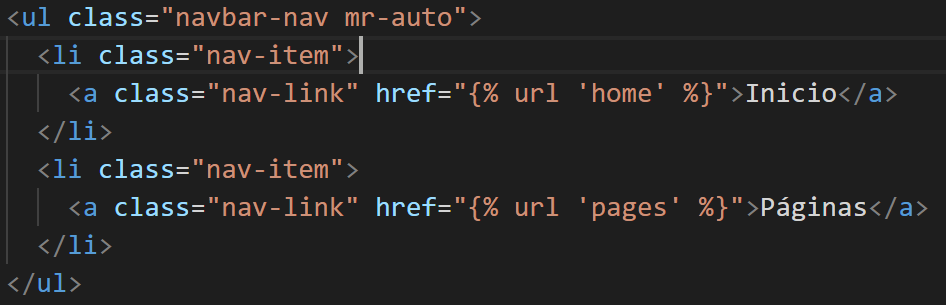 <ul class="navbar-nav mr-auto">
<li class="nav-item">
<a class="nav-link" href="{% url 'home' %}">Inicio</a>
</li>
<li class="nav-item">
<a class="nav-link" href="{% url 'pages' %}">Páginas</a>
</li>
</ul>